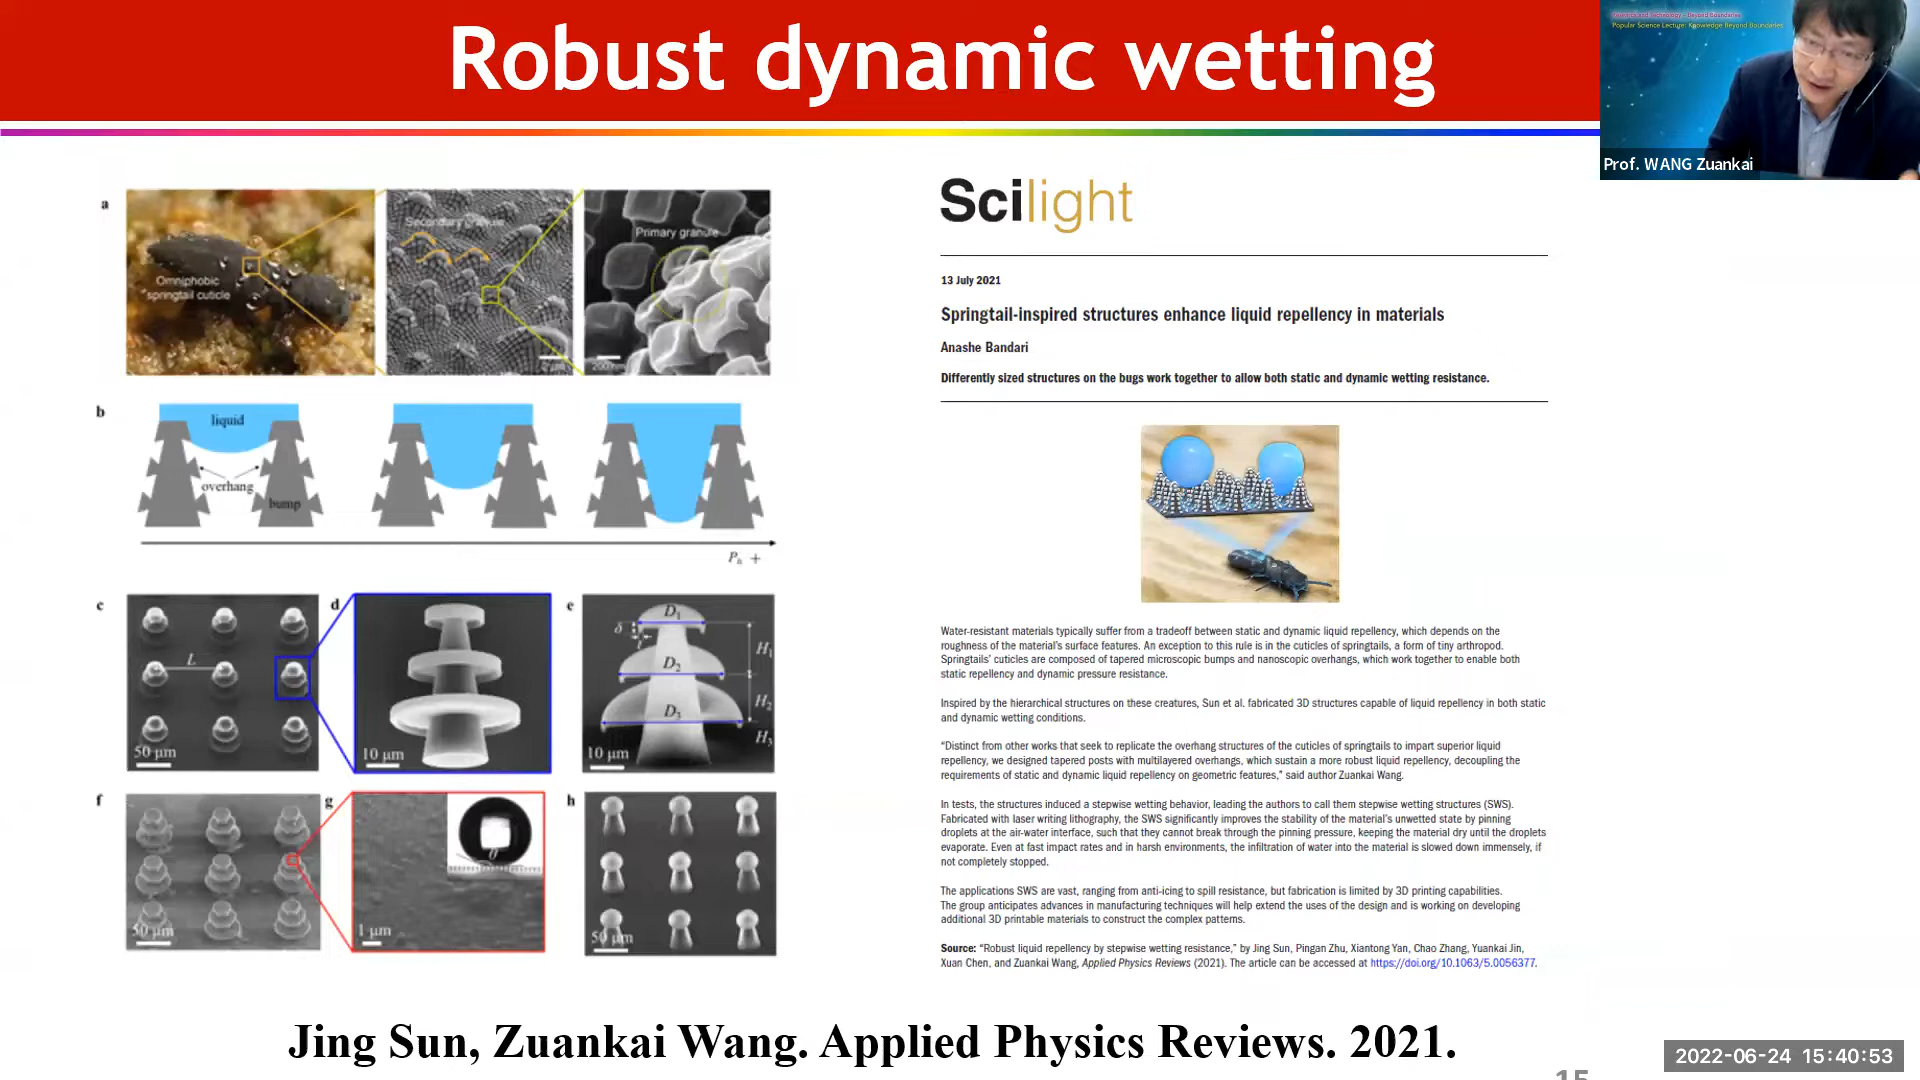 Robust dynamic wetting
Research and Technology – Beyond Boundaries
Popular Science Lecture: Knowledge Beyond Boundaries
Prof. WANG Zuankai
a
Omniphobic
springtail cuticle
Secondary granule
Primary granule
b
liquid
overhang
bump
Ph +
c
L
50 μm
d
10 μm
e
D1
δ
l
H1
D2
H2
D3
H3
10 μm
f
50 μm
g
θ
1 μm
h
50 μm
Scilight
13 July 2021
Springtail-inspired structures enhance liquid repellency in materials
Anashe Bandari
Differently sized structures on the bugs work together to allow both static and dynamic wetting resistance.
Water-resistant materials typically suffer from a tradeoff between static and dynamic liquid repellency, which depends on the
roughness of the material's surface features. An exception to this rule is in the cuticles of springtails, a form of tiny arthropod.
Springtails' cuticles are composed of tapered microscopic bumps and nanoscopic overhangs, which work together to enable both
static repellency and dynamic pressure resistance.
Inspired by the hierarchical structures on these creatures, Sun et al. fabricated 3D structures capable of liquid repellency in both static
and dynamic wetting conditions.
“Distinct from other works that seek to replicate the overhang structures of the cuticles of springtails to impart superior liquid
repellency, we designed tapered posts with multilayered overhangs, which sustain a more robust liquid repellency, decoupling the
requirements of static and dynamic liquid repellency on geometric features,” said author Zuankai Wang.
In tests, the structures induced a stepwise wetting behavior, leading the authors to call them stepwise wetting structures (SWS).
Fabricated with laser writing lithography, the SWS significantly improves the stability of the material's unwetted state by pinning
droplets at the air-water interface, such that they cannot break through the pinning pressure, keeping the material dry until the droplets
evaporate. Even at fast impact rates and in harsh environments, the infiltration of water into the material is slowed down immensely, if
not completely stopped.
The applications SWS are vast, ranging from anti-icing to spill resistance, but fabrication is limited by 3D printing capabilities.
The group anticipates advances in manufacturing techniques will help extend the uses of the design and is working on developing
additional 3D printable materials to construct the complex patterns.
Source: “Robust liquid repellency by stepwise wetting resistance,” by Jing Sun, Pingan Zhu, Xiantong Yan, Chao Zhang, Yuankai Jin,
Xuan Chen, and Zuankai Wang, Applied Physics Reviews (2021). The article can be accessed at https://doi.org/10.1063/5.0056377.
Jing Sun, Zuankai Wang. Applied Physics Reviews. 2021.
15
2022-06-24 15:40:53